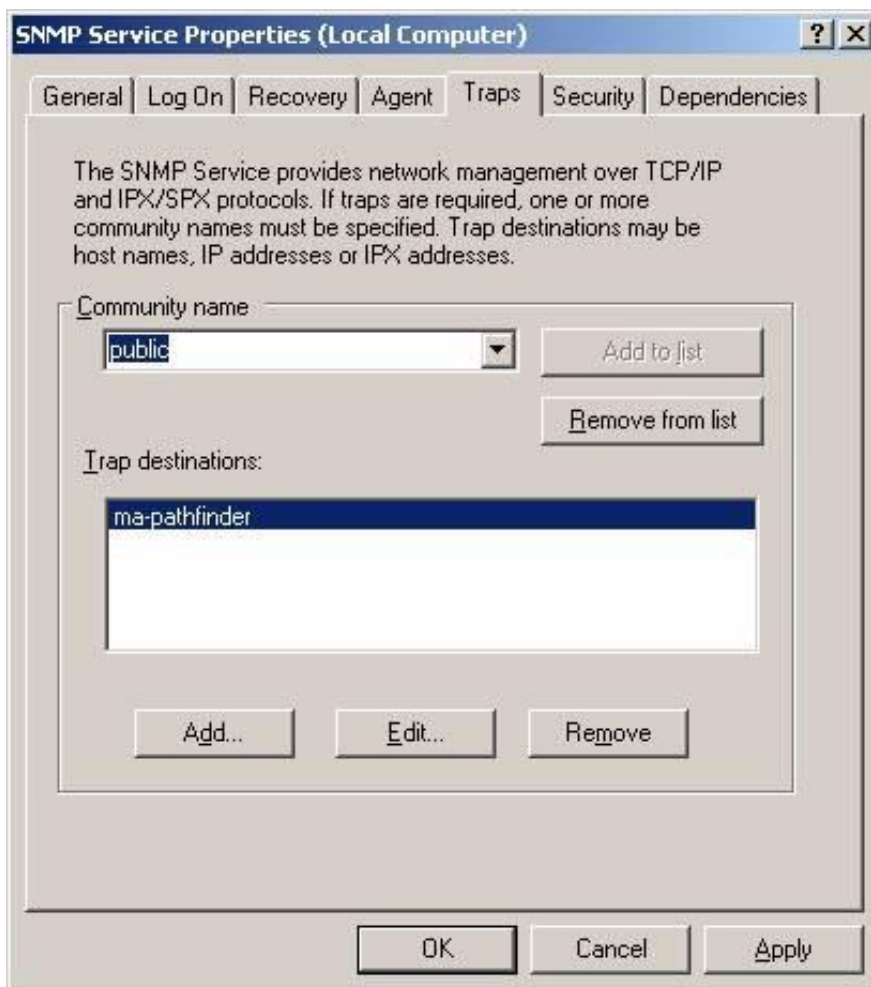 SNMP Service Properties (Local Computer)
General Log On Recovery Agent Traps Security Dependencies
The SNMP Service provides network management over TCP/IP
and IPX/SPX protocols. If traps are required, one or more
community names must be specified. Trap destinations may be
host names, IP addresses or IPX addresses.
Community name
public
Add to list
Remove from list
Trap destinations:
ma-pathfinder
Add... Edit... Remove
OK Cancel Apply